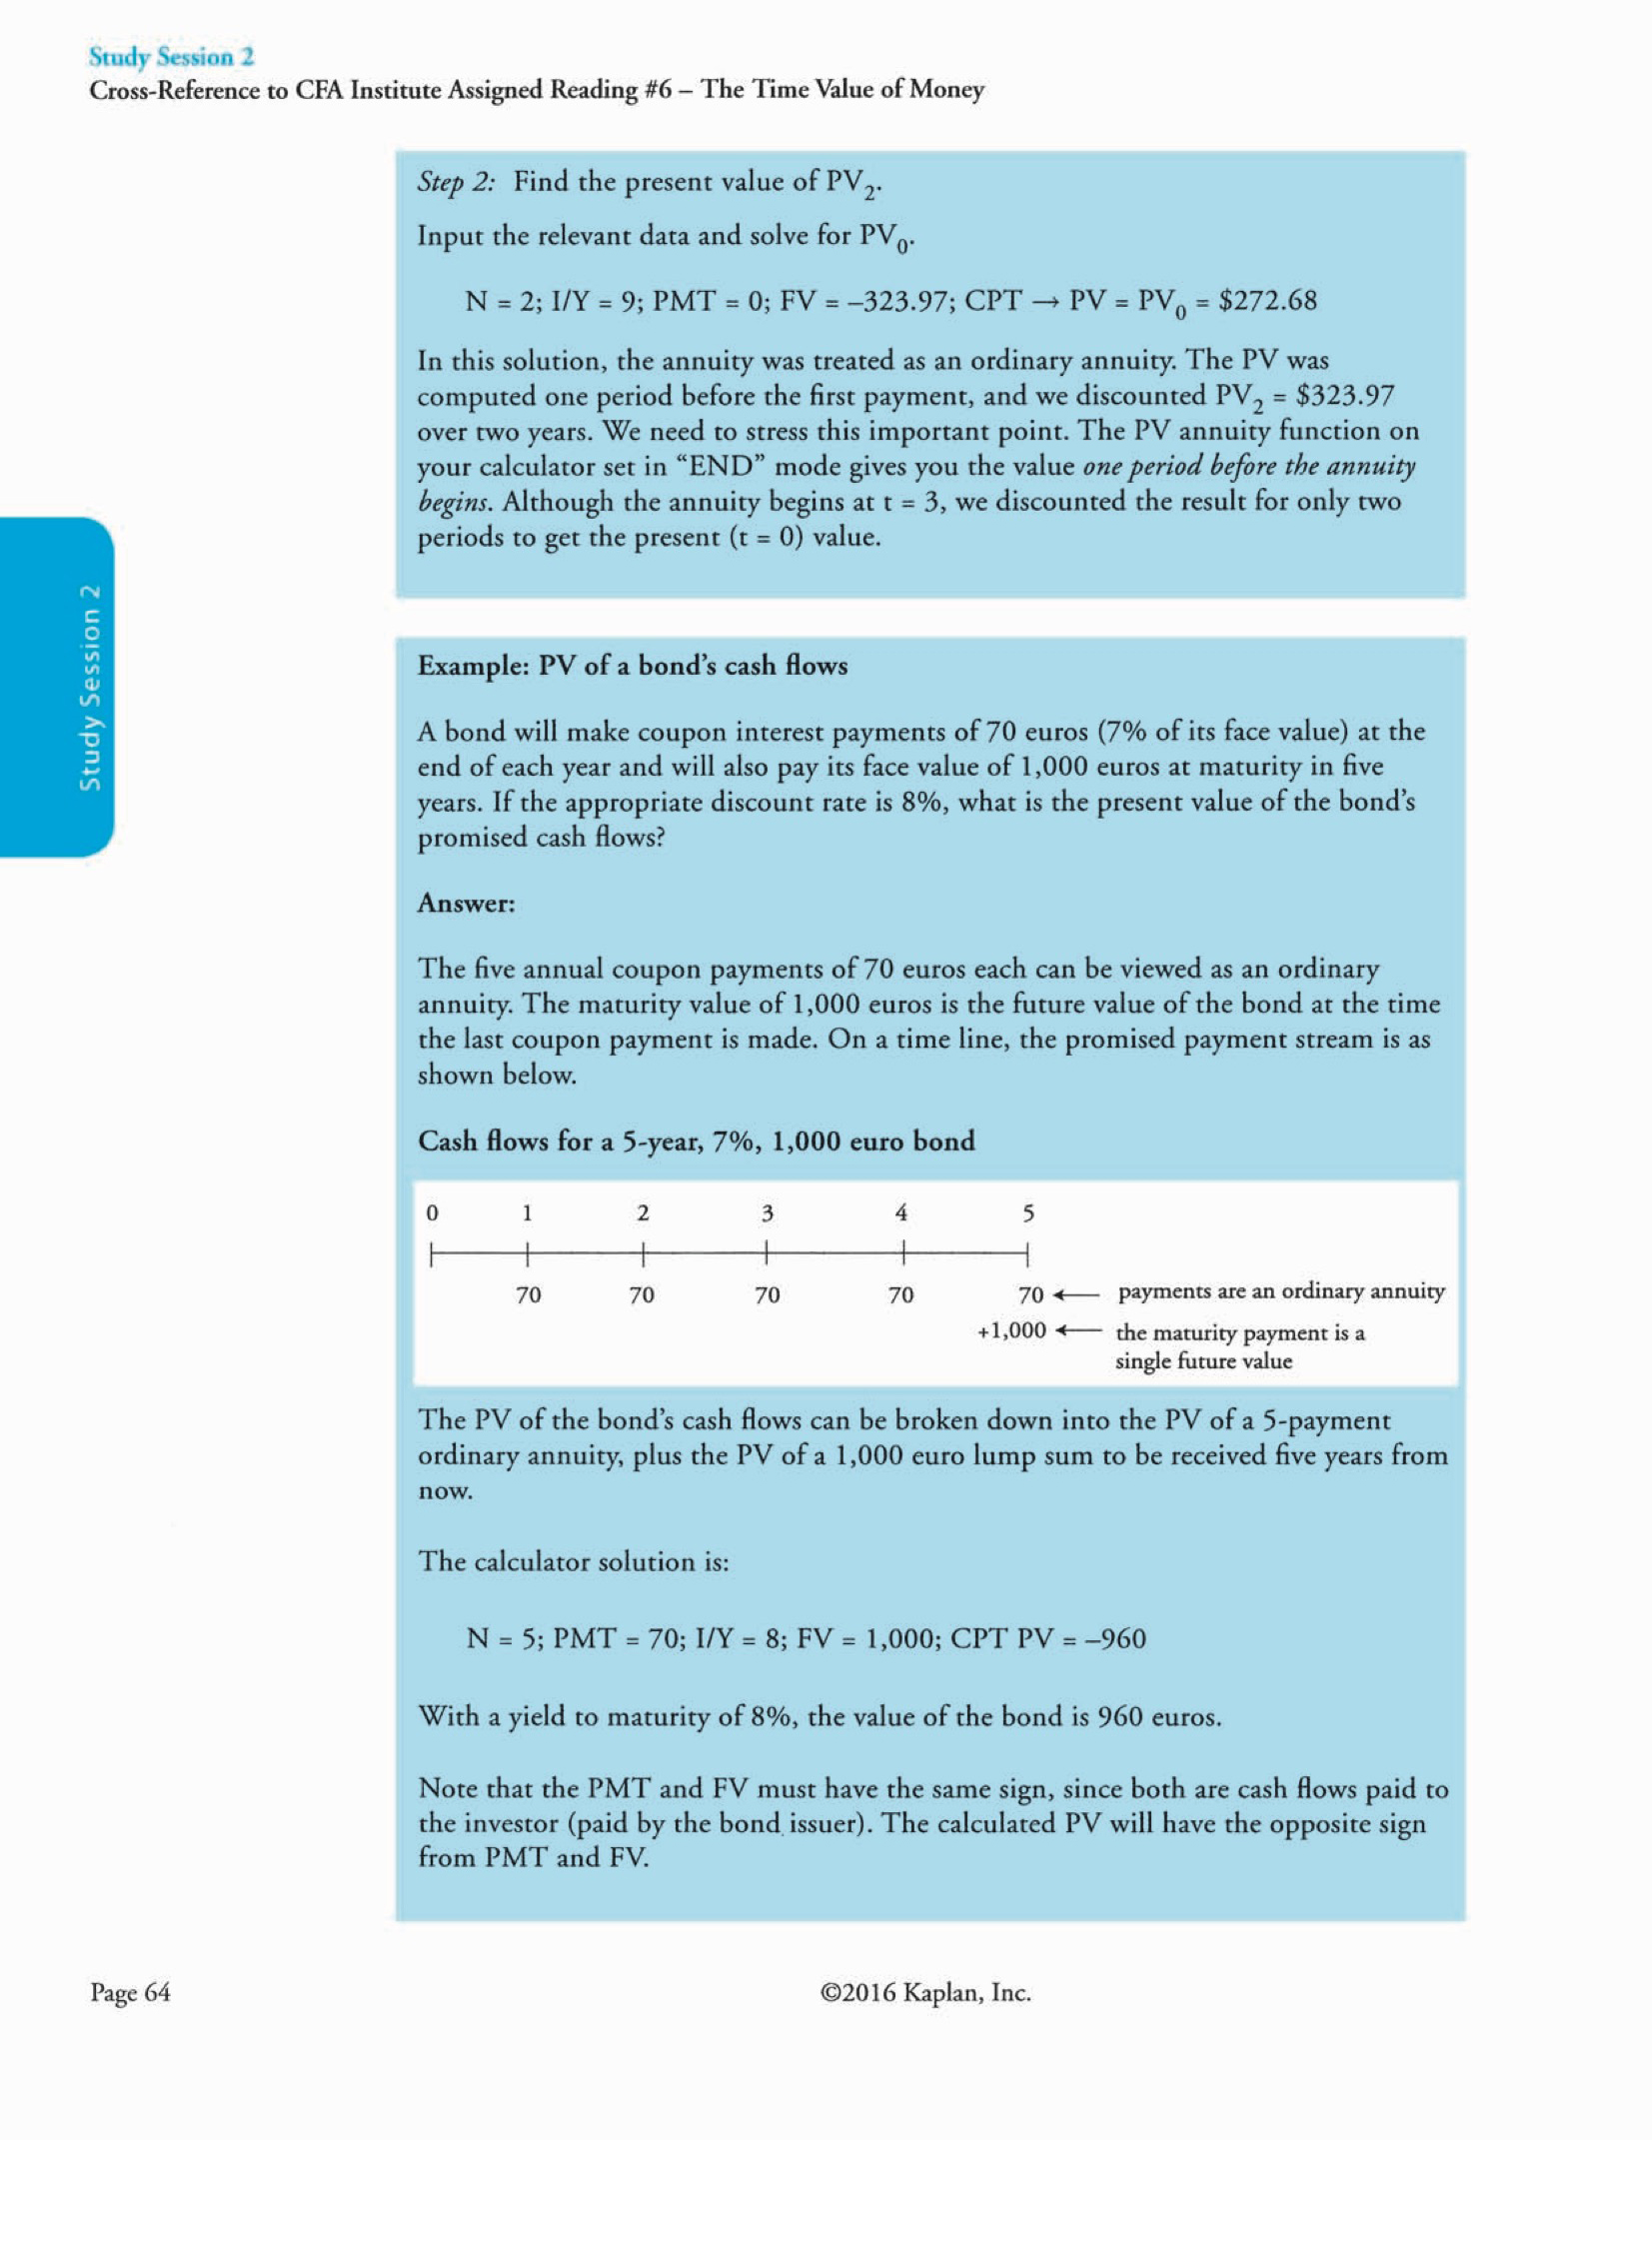 Study Session 2
Cross-Reference to CFA Institute Assigned Reading #6 – The Time Value of Money
Step 2: Find the present value of PV₂.
Input the relevant data and solve for PV₀.
N = 2; I/Y = 9; PMT = 0; FV = –323.97; CPT → PV = PV₀ = $272.68
In this solution, the annuity was treated as an ordinary annuity. The PV was
computed one period before the first payment, and we discounted PV₂ = $323.97
over two years. We need to stress this important point. The PV annuity function on
your calculator set in “END” mode gives you the value one period before the annuity
begins. Although the annuity begins at t = 3, we discounted the result for only two
periods to get the present (t = 0) value.
Study Session 2
Example: PV of a bond’s cash flows
A bond will make coupon interest payments of 70 euros (7% of its face value) at the
end of each year and will also pay its face value of 1,000 euros at maturity in five
years. If the appropriate discount rate is 8%, what is the present value of the bond’s
promised cash flows?
Answer:
The five annual coupon payments of 70 euros each can be viewed as an ordinary
annuity. The maturity value of 1,000 euros is the future value of the bond at the time
the last coupon payment is made. On a time line, the promised payment stream is as
shown below.
Cash flows for a 5-year, 7%, 1,000 euro bond
0 1 2 3 4 5
70 70 70 70 70 ← payments are an ordinary annuity
+1,000 ← the maturity payment is a
single future value
The PV of the bond’s cash flows can be broken down into the PV of a 5-payment
ordinary annuity, plus the PV of a 1,000 euro lump sum to be received five years from
now.
The calculator solution is:
N = 5; PMT = 70; I/Y = 8; FV = 1,000; CPT PV = –960
With a yield to maturity of 8%, the value of the bond is 960 euros.
Note that the PMT and FV must have the same sign, since both are cash flows paid to
the investor (paid by the bond issuer). The calculated PV will have the opposite sign
from PMT and FV.
Page 64 ©2016 Kaplan, Inc.